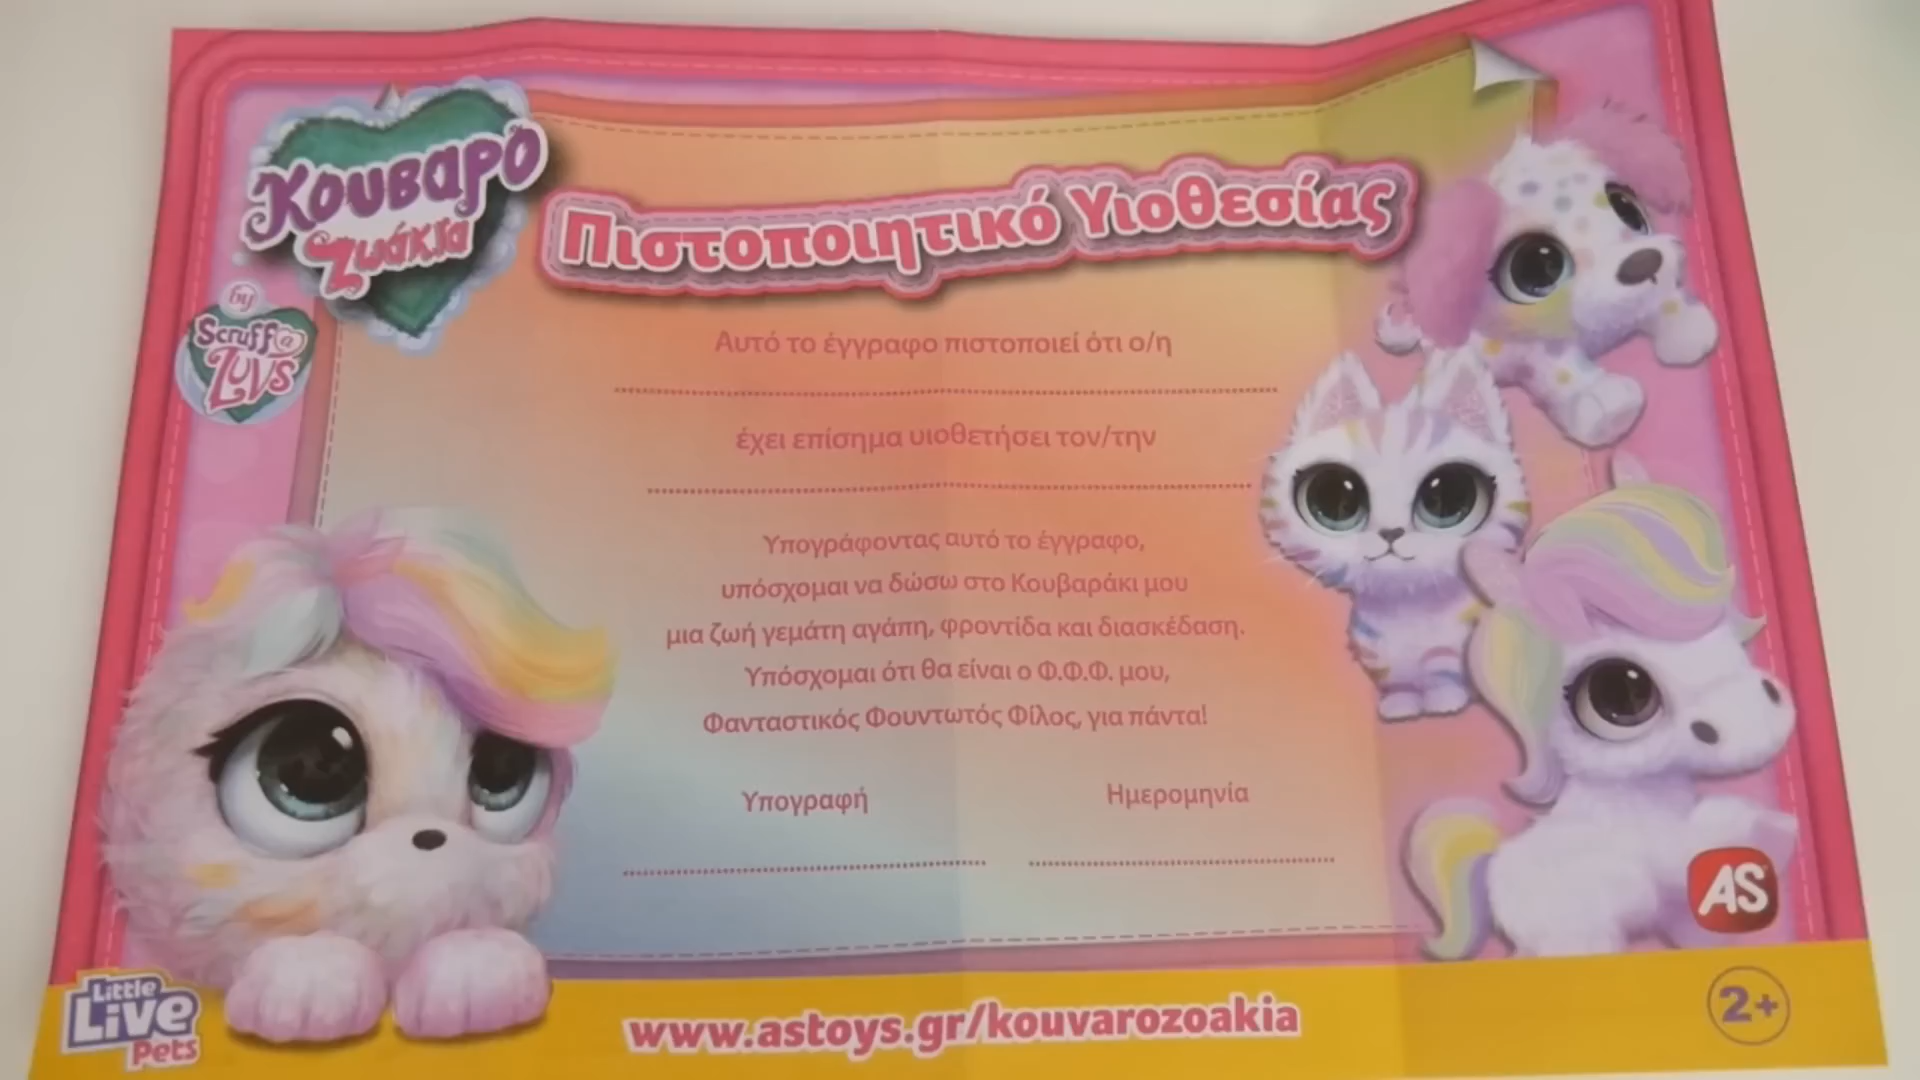 Κουβαρό
Ζωάκια
by
Scruff a
Luvs
Πιστοποιητικό Υιοθεσίας
Αυτό το έγγραφο πιστοποιεί ότι ο/η
έχει επίσημα υιοθετήσει τον/την
Υπογράφοντας αυτό το έγγραφο,
υπόσχομαι να δώσω στο Κουβαράκι μου
μια ζωή γεμάτη αγάπη, φροντίδα και διασκέδαση.
Υπόσχομαι ότι θα είναι ο Φ.Φ.Φ. μου,
Φανταστικός Φουντωτός Φίλος, για πάντα!
Υπογραφή
Ημερομηνία
AS
Little
Live
Pets
www.astoys.gr/kouvarozoakia
2+